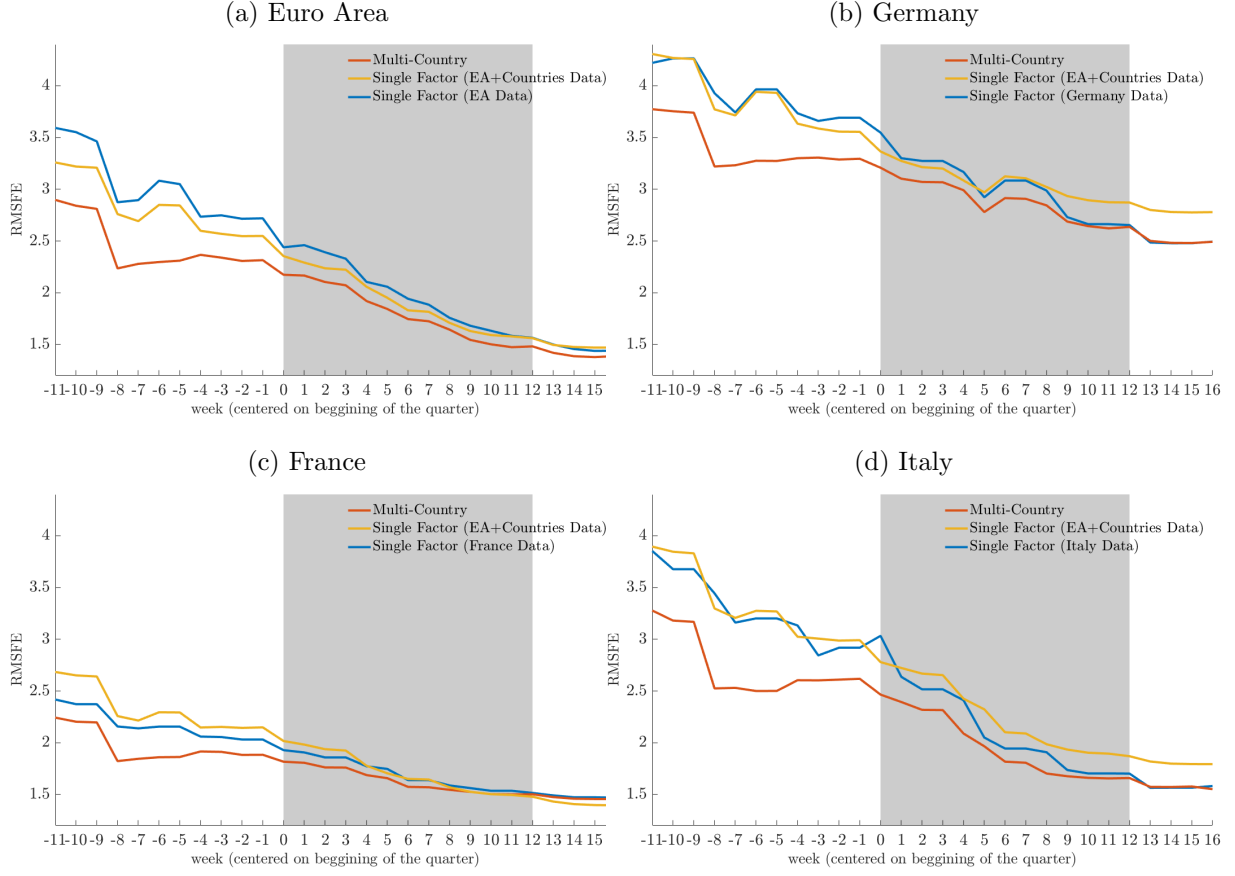 (a) Euro Area
Multi-Country
Single Factor (EA+Countries Data)
Single Factor (EA Data)
4
3.5
3
2.5
2
1.5
RMSFE
-11 -10 -9 -8 -7 -6 -5 -4 -3 -2 -1 0 1 2 3 4 5 6 7 8 9 10 11 12 13 14 15
week (centered on beggining of the quarter)
(b) Germany
Multi-Country
Single Factor (EA+Countries Data)
Single Factor (Germany Data)
4
3.5
3
2.5
2
1.5
RMSFE
-11 -10 -9 -8 -7 -6 -5 -4 -3 -2 -1 0 1 2 3 4 5 6 7 8 9 10 11 12 13 14 15 16
week (centered on beggining of the quarter)
(c) France
Multi-Country
Single Factor (EA+Countries Data)
Single Factor (France Data)
4
3.5
3
2.5
2
1.5
RMSFE
-11 -10 -9 -8 -7 -6 -5 -4 -3 -2 -1 0 1 2 3 4 5 6 7 8 9 10 11 12 13 14 15
week (centered on beggining of the quarter)
(d) Italy
Multi-Country
Single Factor (EA+Countries Data)
Single Factor (Italy Data)
4
3.5
3
2.5
2
1.5
RMSFE
-11 -10 -9 -8 -7 -6 -5 -4 -3 -2 -1 0 1 2 3 4 5 6 7 8 9 10 11 12 13 14 15 16
week (centered on beggining of the quarter)